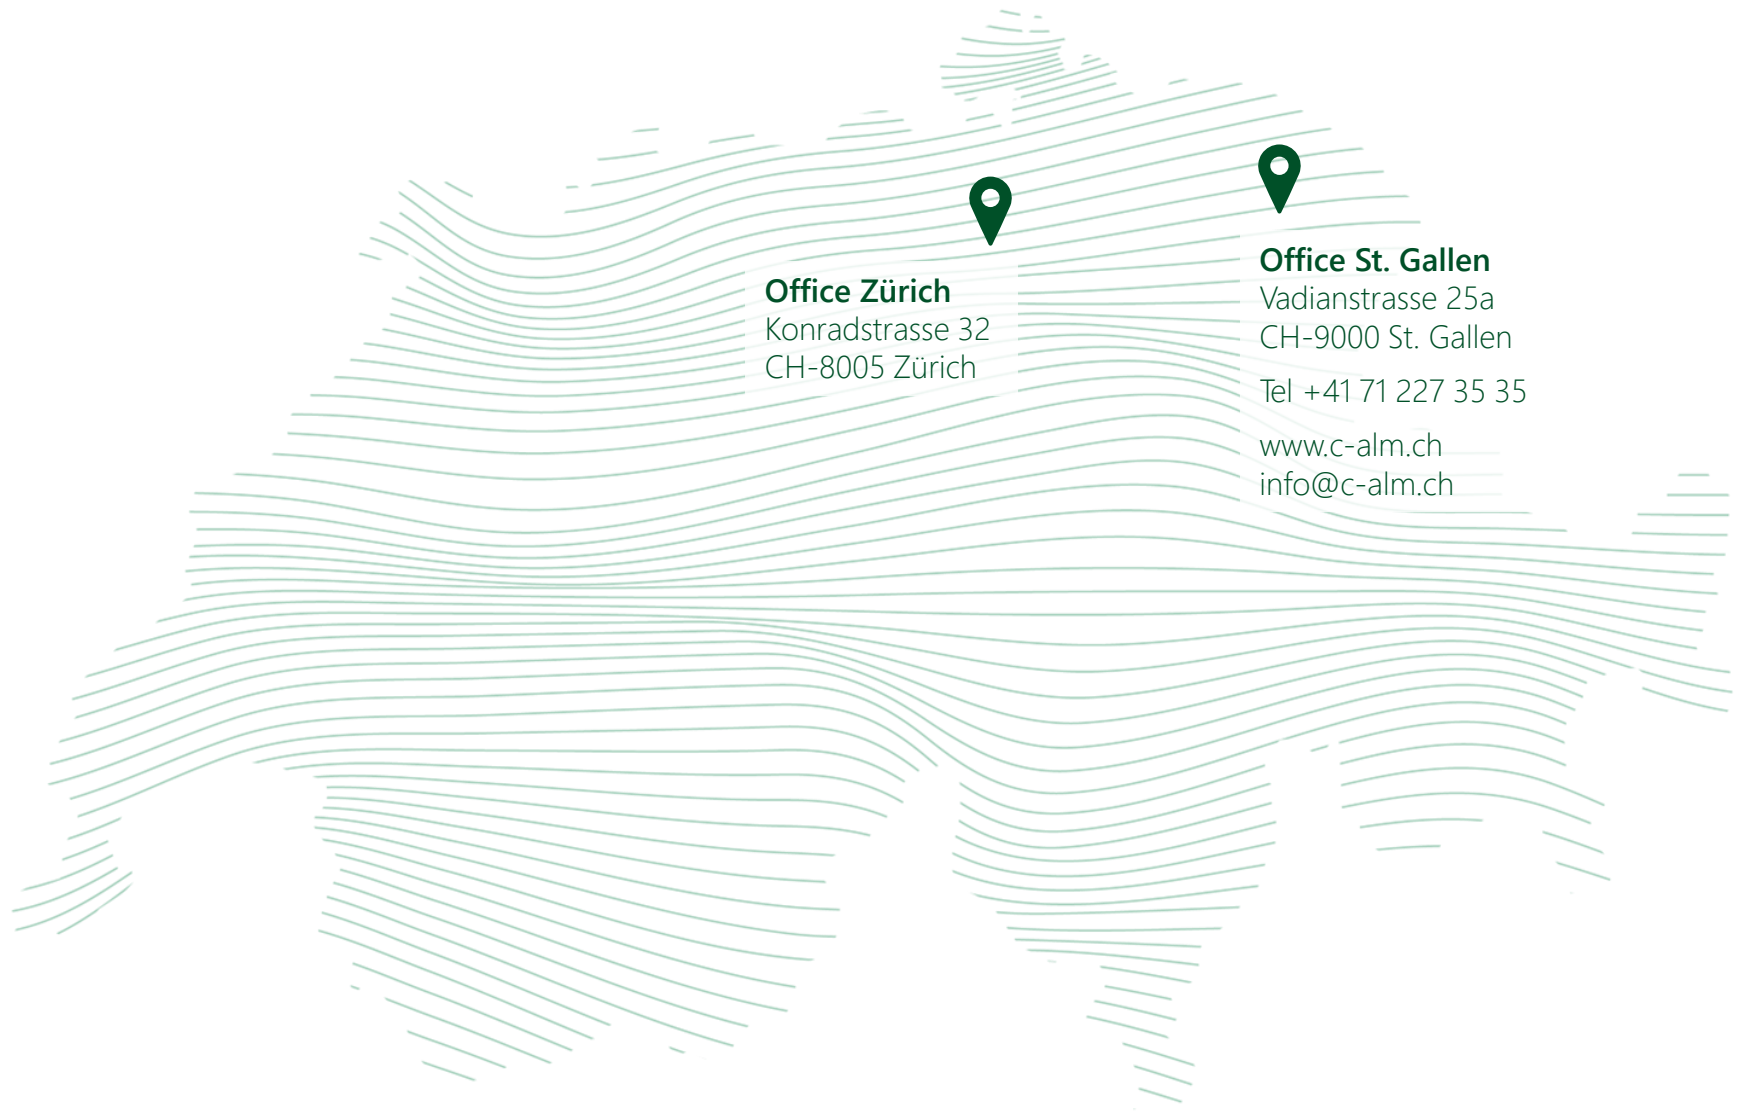 Office Zürich
Konradstrasse 32
CH-8005 Zürich
Office St. Gallen
Vadianstrasse 25a
CH-9000 St. Gallen
Tel +41 71 227 35 35
www.c-alm.ch
info@c-alm.ch